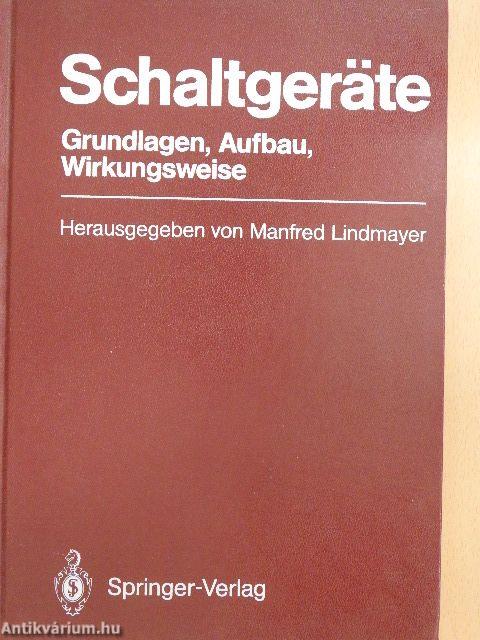 Schaltgeräte
Grundlagen, Aufbau,
Wirkungsweise
Herausgegeben von Manfred Lindmayer
Springer-Verlag
Antikvárium.hu